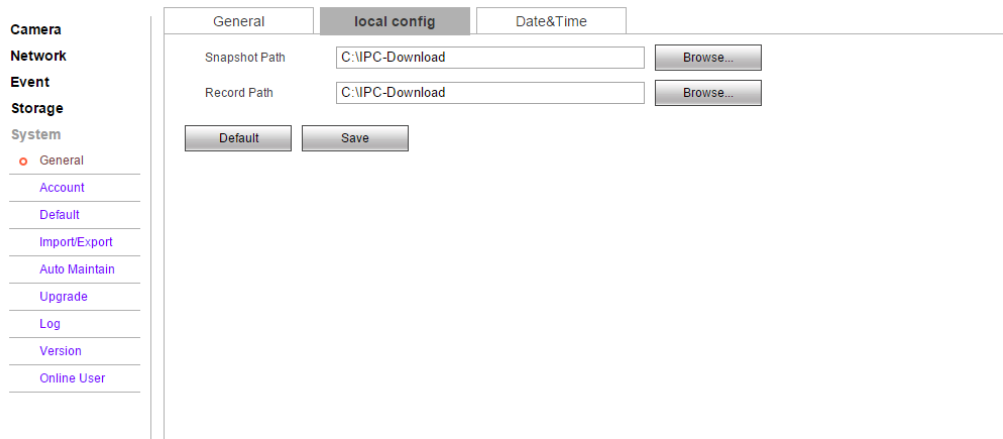 Camera
Network
Event
Storage
System
General
Account
Default
Import/Export
Auto Maintain
Upgrade
Log
Version
Online User
General local config Date&Time
Snapshot Path C:\IPC-Download Browse...
Record Path C:\IPC-Download Browse...
Default Save